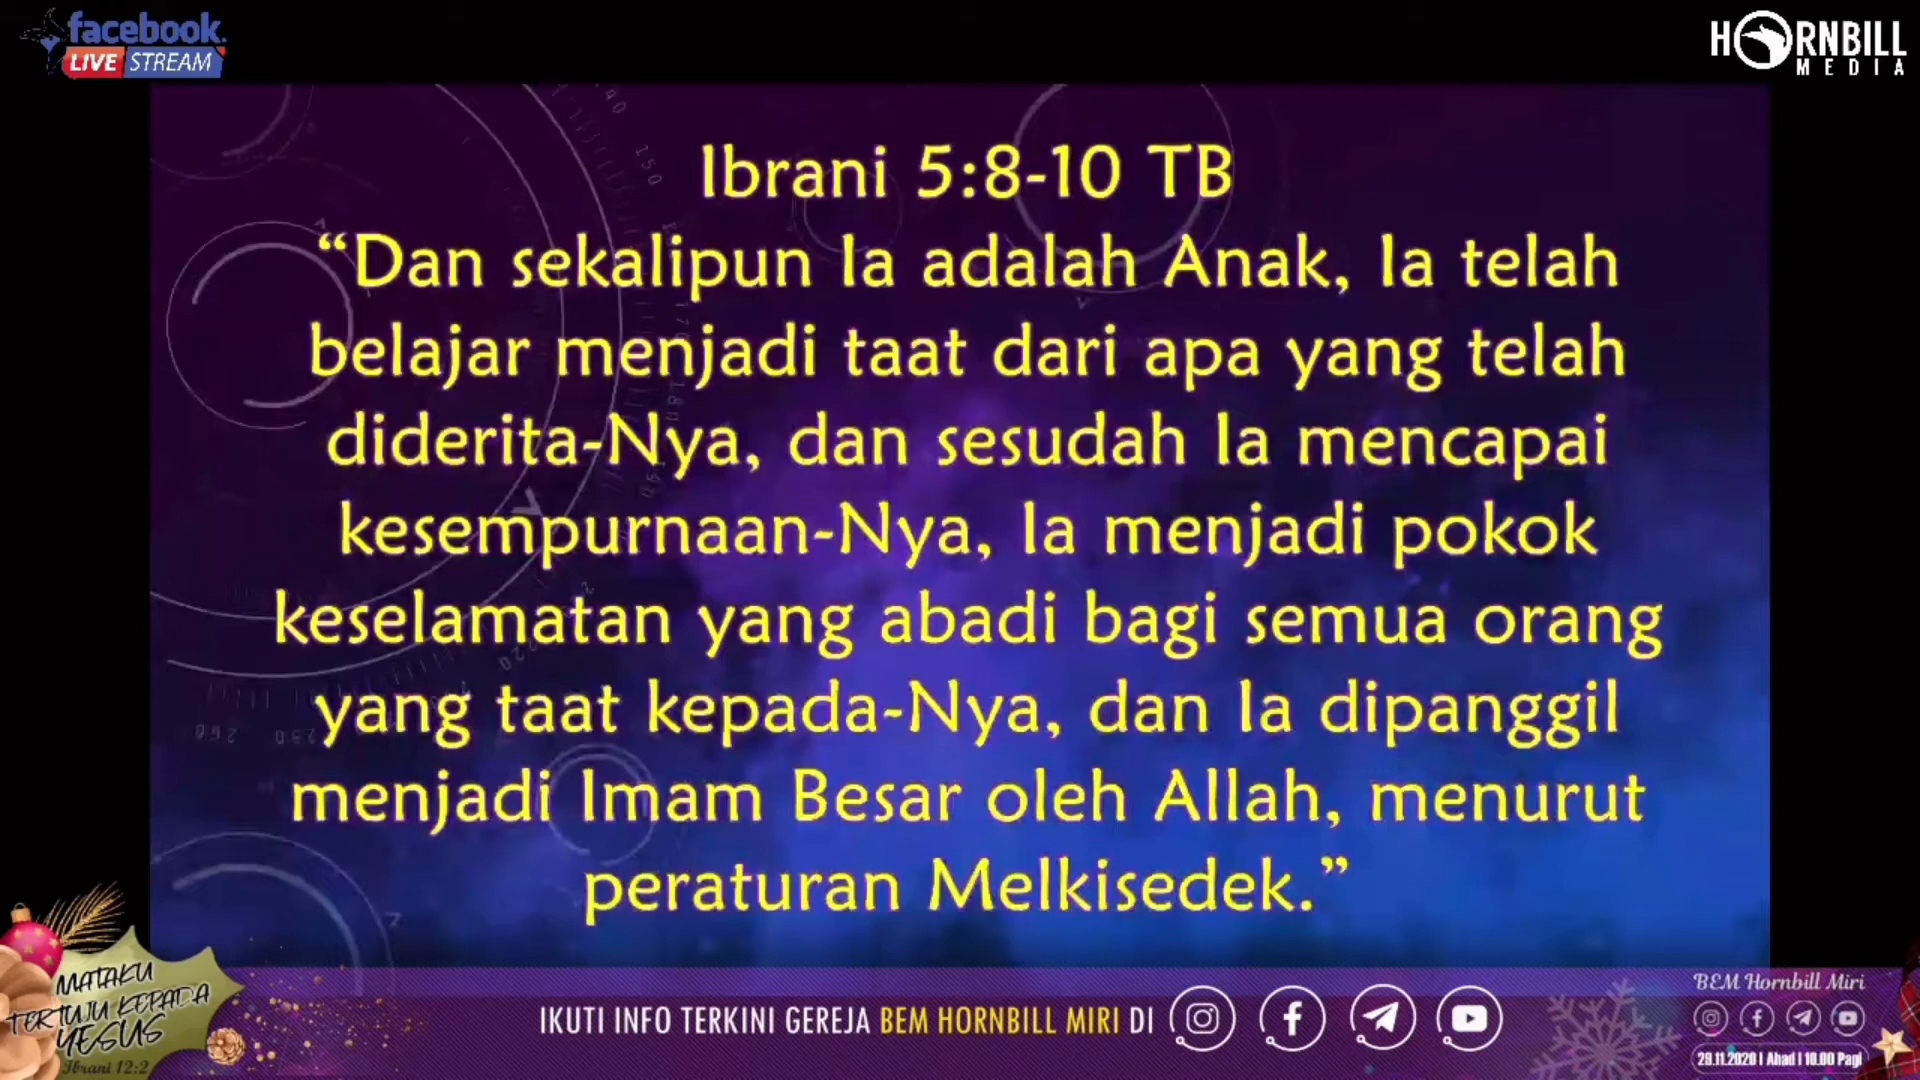 facebook.
LIVE STREAM
HORNBILL
MEDIA
Ibrani 5:8-10 TB
“Dan sekalipun Ia adalah Anak, Ia telah
belajar menjadi taat dari apa yang telah
diderita-Nya, dan sesudah Ia mencapai
kesempurnaan-Nya, Ia menjadi pokok
keselamatan yang abadi bagi semua orang
yang taat kepada-Nya, dan Ia dipanggil
menjadi Imam Besar oleh Allah, menurut
peraturan Melkisedek.”
MATAKU
TERTUJU KEPADA
YESUS
Ibrani 12:2
IKUTI INFO TERKINI GEREJA BEM HORNBILL MIRI DI
BEM Hornbill Miri
29.11.2020 | Ahad | 10.00 Pagi